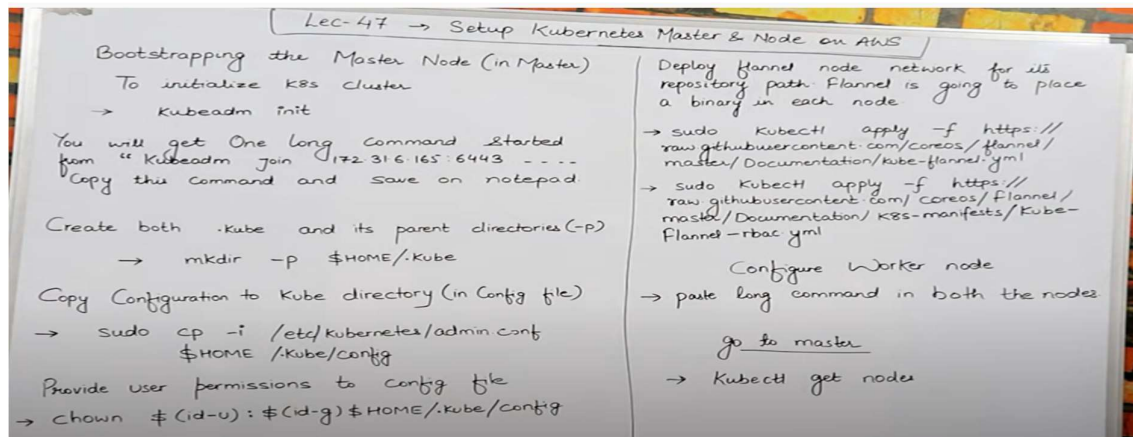 Lec-47 → Setup Kubernetes Master & Node on AWS
Bootstrapping the Master Node (in Master)
To initialize K8s Cluster
→ Kubeadm init
You will get One long Command started
from "Kubeadm Join 172.31.6.165:6443 ----
Copy this command and save on notepad.
Create both .kube and its parent directories (-p)
→ mkdir -p $HOME/.kube
Copy Configuration to Kube directory (in Config file)
→ sudo cp -i /etc/kubernetes/admin.conf
$HOME /.kube/config
Provide user permissions to config file
→ chown $(id-u) : $(id-g) $HOME/.kube/config
Deploy flannel node network for its
repository path. Flannel is going to place
a binary in each node.
→ sudo Kubectl apply -f https://
raw.githubusercontent.com/coreos/flannel/
master/Documentation/kube-flannel.yml
→ sudo Kubectl apply -f https://
raw.githubusercontent.com/coreos/flannel/
master/Documentation/K8s-manifests/Kube-
Flannel-rbac.yml
Configure Worker node
→ paste long command in both the nodes.
go to master
→ Kubectl get nodes